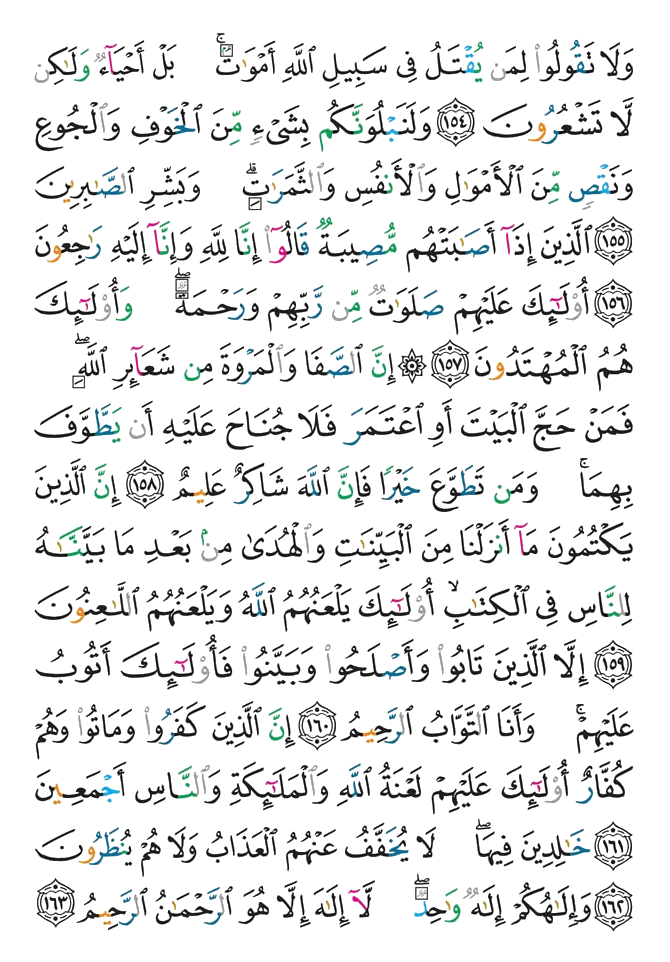 وَلَا تَقُولُوا۟ لِمَن يُقْتَلُ فِى سَبِيلِ ٱللَّهِ أَمْوَٰتٌۢ ۚ بَلْ أَحْيَآءٌ وَلَٰكِن
لَّا تَشْعُرُونَ ١٥٤ وَلَنَبْلُوَنَّكُم بِشَىْءٍ مِّنَ ٱلْخَوْفِ وَٱلْجُوعِ
وَنَقْصٍ مِّنَ ٱلْأَمْوَٰلِ وَٱلْأَنفُسِ وَٱلثَّمَرَٰتِ ۗ وَبَشِّرِ ٱلصَّٰبِرِينَ
١٥٥ ٱلَّذِينَ إِذَآ أَصَٰبَتْهُم مُّصِيبَةٌ قَالُوٓا۟ إِنَّا لِلَّهِ وَإِنَّآ إِلَيْهِ رَٰجِعُونَ
١٥٦ أُو۟لَٰٓئِكَ عَلَيْهِمْ صَلَوَٰتٌ مِّن رَّبِّهِمْ وَرَحْمَةٌ ۖ وَأُو۟لَٰٓئِكَ
هُمُ ٱلْمُهْتَدُونَ ١٥٧ ۞ إِنَّ ٱلصَّفَا وَٱلْمَرْوَةَ مِن شَعَآئِرِ ٱللَّهِ ۖ
فَمَنْ حَجَّ ٱلْبَيْتَ أَوِ ٱعْتَمَرَ فَلَا جُنَاحَ عَلَيْهِ أَن يَطَّوَّفَ
بِهِمَا ۚ وَمَن تَطَوَّعَ خَيْرًا فَإِنَّ ٱللَّهَ شَاكِرٌ عَلِيمٌ ١٥٨ إِنَّ ٱلَّذِينَ
يَكْتُمُونَ مَآ أَنزَلْنَا مِنَ ٱلْبَيِّنَٰتِ وَٱلْهُدَىٰ مِنۢ بَعْدِ مَا بَيَّنَّٰهُ
لِلنَّاسِ فِى ٱلْكِتَٰبِ ۙ أُو۟لَٰٓئِكَ يَلْعَنُهُمُ ٱللَّهُ وَيَلْعَنُهُمُ ٱللَّٰعِنُونَ
١٥٩ إِلَّا ٱلَّذِينَ تَابُوا۟ وَأَصْلَحُوا۟ وَبَيَّنُوا۟ فَأُو۟لَٰٓئِكَ أَتُوبُ
عَلَيْهِمْ ۚ وَأَنَا ٱلتَّوَّابُ ٱلرَّحِيمُ ١٦٠ إِنَّ ٱلَّذِينَ كَفَرُوا۟ وَمَاتُوا۟ وَهُمْ
كُفَّارٌ أُو۟لَٰٓئِكَ عَلَيْهِمْ لَعْنَةُ ٱللَّهِ وَٱلْمَلَٰٓئِكَةِ وَٱلنَّاسِ أَجْمَعِينَ
١٦١ خَٰلِدِينَ فِيهَا ۖ لَا يُخَفَّفُ عَنْهُمُ ٱلْعَذَابُ وَلَا هُمْ يُنظَرُونَ
١٦٢ وَإِلَٰهُكُمْ إِلَٰهٌ وَٰحِدٌ ۖ لَّآ إِلَٰهَ إِلَّا هُوَ ٱلرَّحْمَٰنُ ٱلرَّحِيمُ ١٦٣